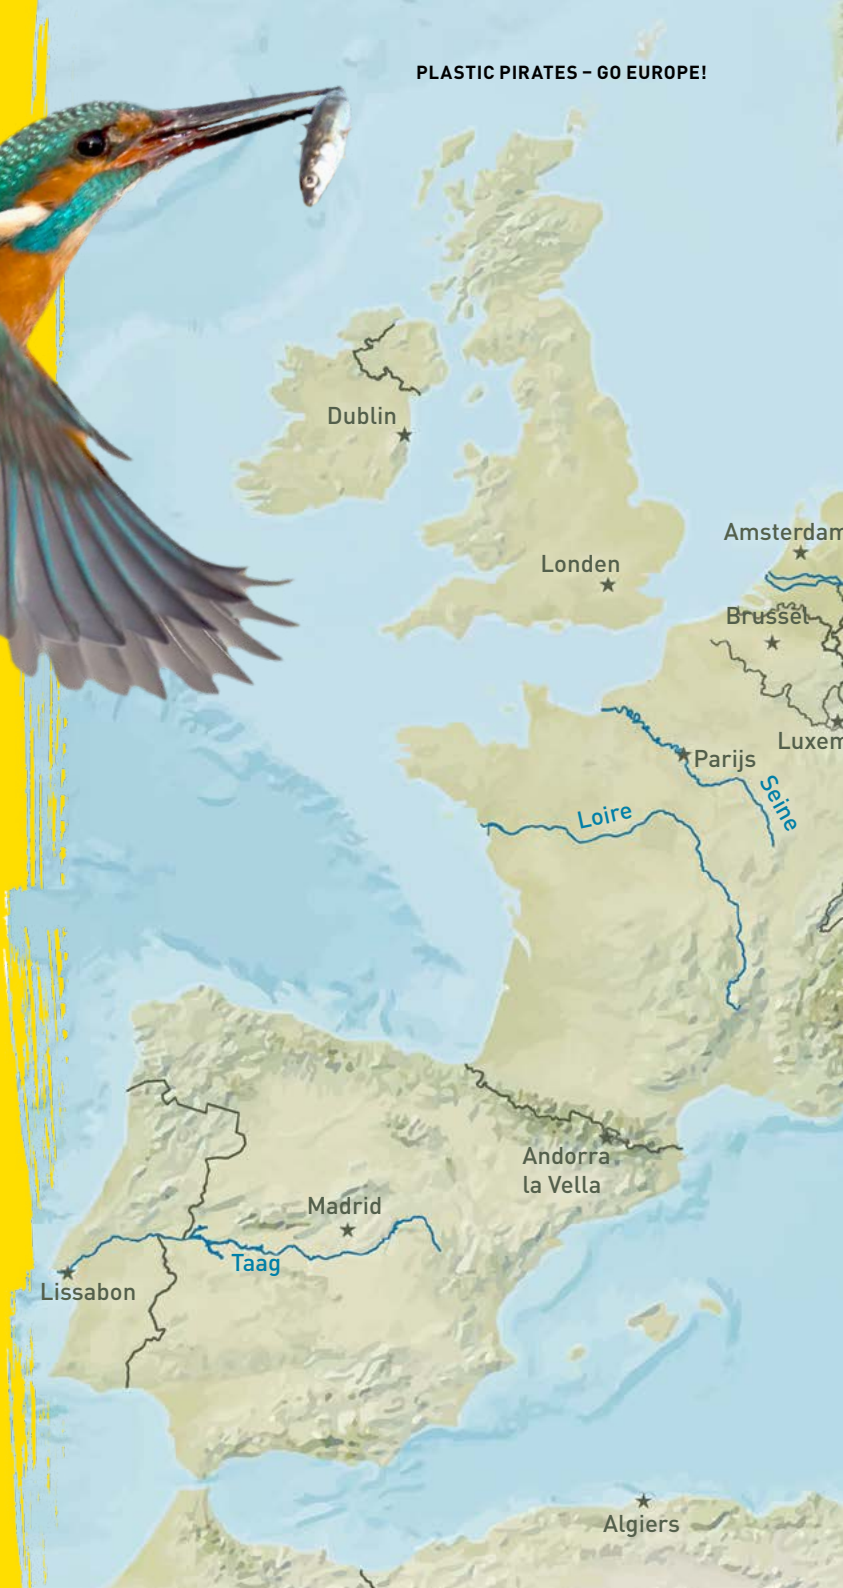 PLASTIC PIRATES – GO EUROPE!
Dublin
Londen
Amsterdam
Brussel
Luxem
Parijs
Seine
Loire
Andorra
la Vella
Madrid
Taag
Lissabon
Algiers